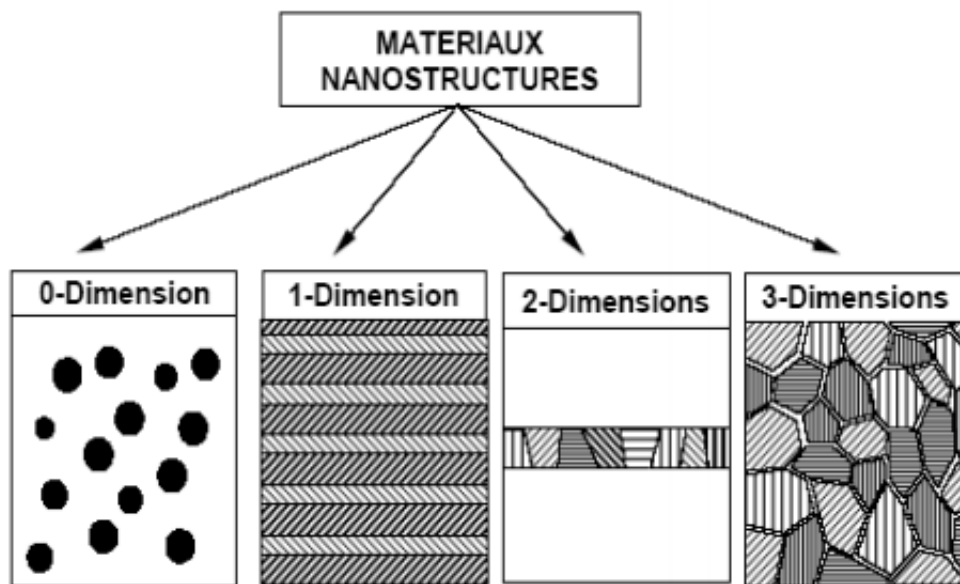 MATERIAUX
NANOSTRUCTURES
0-Dimension
1-Dimension
2-Dimensions
3-Dimensions